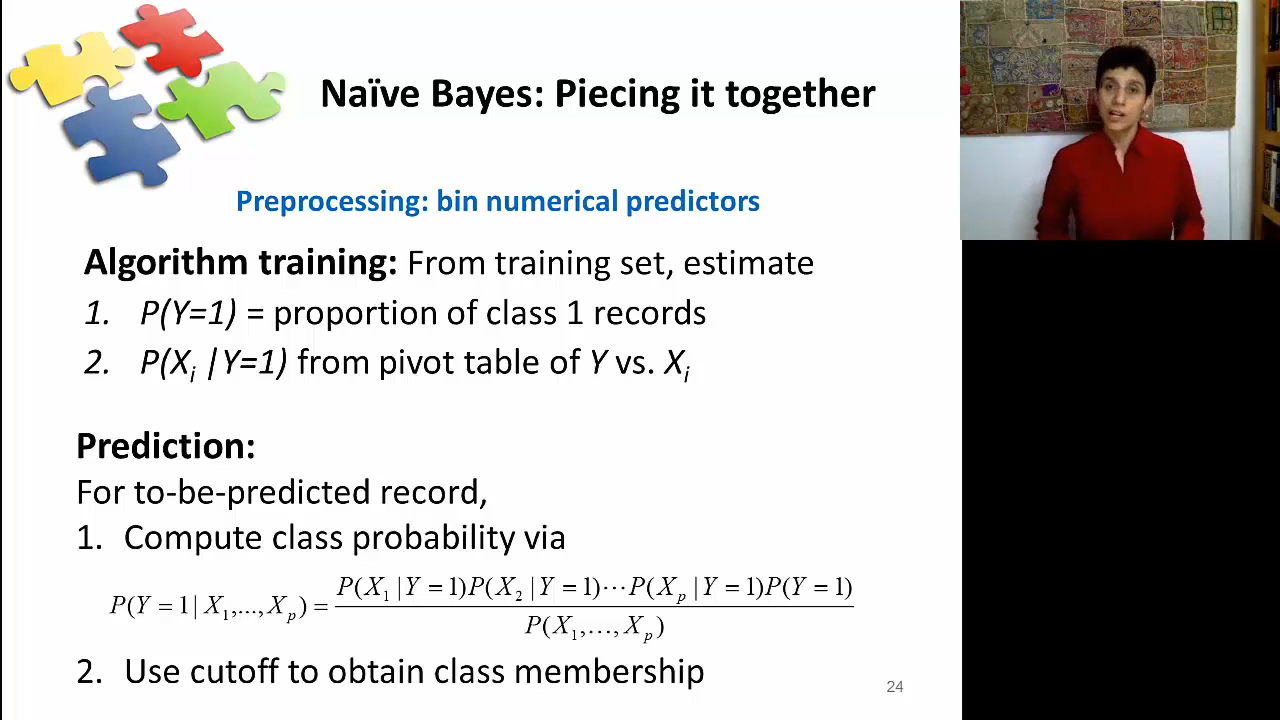 Naïve Bayes: Piecing it together
Preprocessing: bin numerical predictors
Algorithm training: From training set, estimate
1. P(Y=1) = proportion of class 1 records
2. P(Xᵢ |Y=1) from pivot table of Y vs. Xᵢ
Prediction:
For to-be-predicted record,
1. Compute class probability via
P(Y = 1 | X₁,..., Xₚ) = P(X₁ | Y = 1)P(X₂ | Y = 1)⋯P(Xₚ | Y = 1)P(Y = 1)
P(X₁,…, Xₚ)
2. Use cutoff to obtain class membership
24